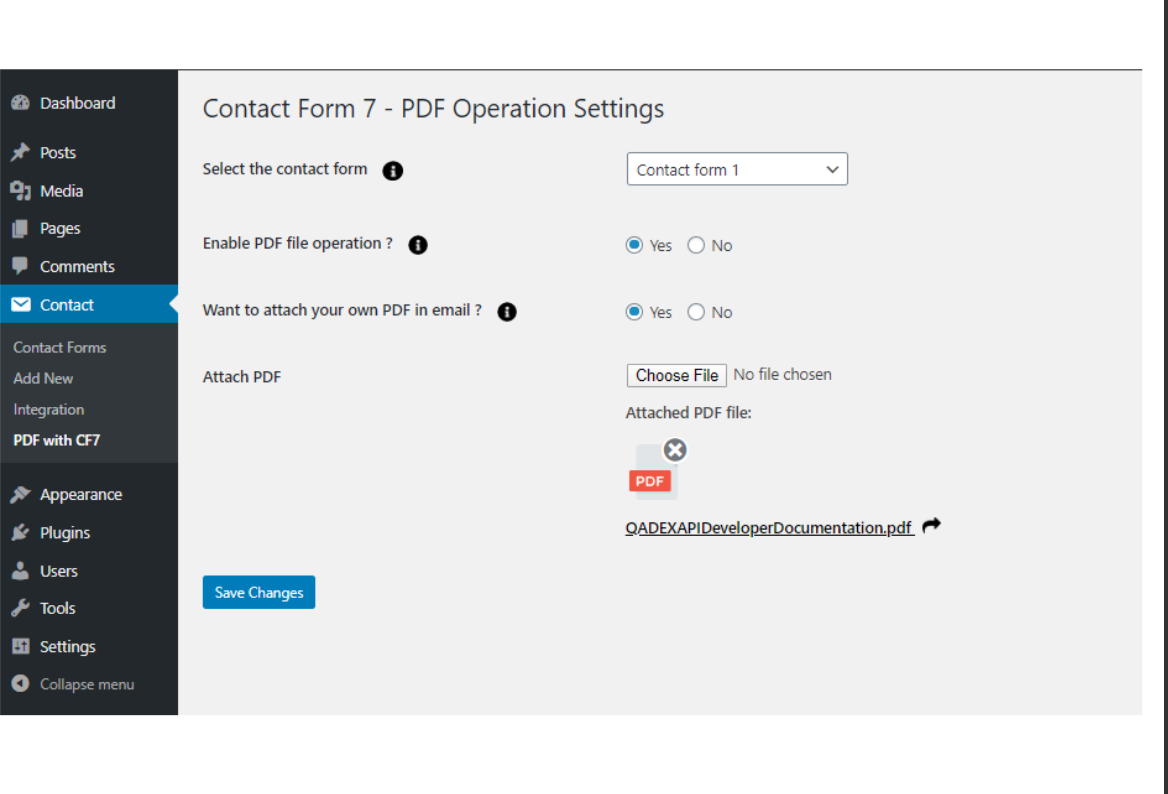 Dashboard
Posts
Media
Pages
Comments
Contact
Contact Forms
Add New
Integration
PDF with CF7
Appearance
Plugins
Users
Tools
Settings
Collapse menu
Contact Form 7 - PDF Operation Settings
Select the contact form
Contact form 1
Enable PDF file operation ?
Yes No
Want to attach your own PDF in email ?
Yes No
Attach PDF
Choose File No file chosen
Attached PDF file:
PDF
QADEXAPIDeveloperDocumentation.pdf
Save Changes